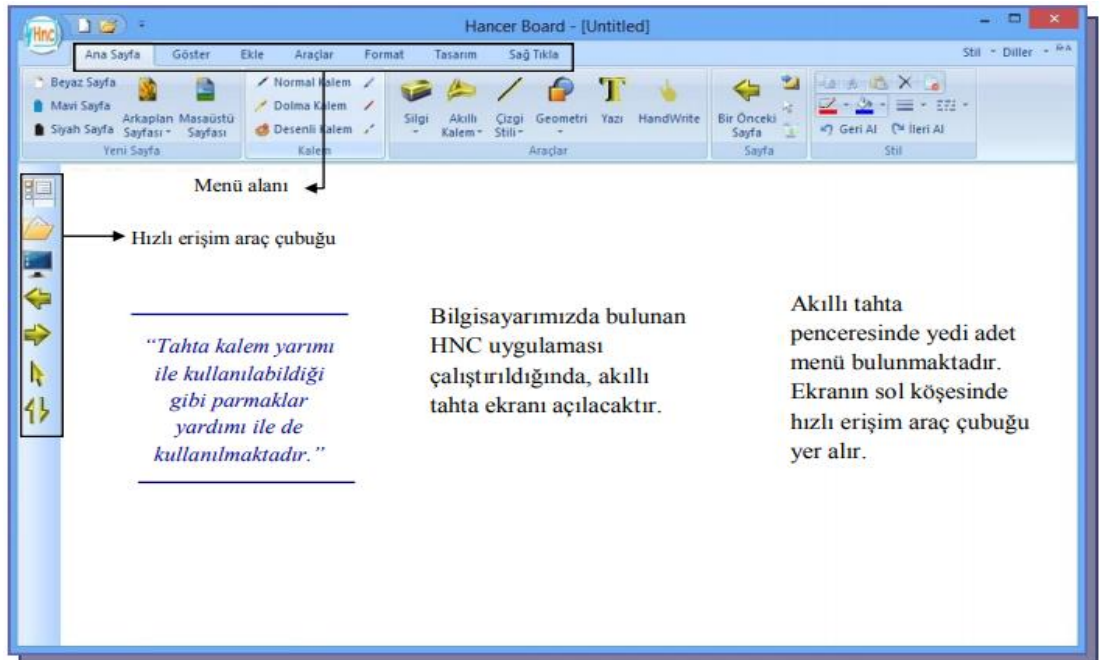 Hnc
Hancer Board - [Untitled]
Ana Sayfa Göster Ekle Araçlar Format Tasarım Sağ Tıkla Stil Diller
Beyaz Sayfa
Mavi Sayfa
Siyah Sayfa
Arkaplan Sayfası
Masaüstü Sayfası
Yeni Sayfa
Normal Kalem
Dolma Kalem
Desenli Kalem
Kalem
Silgi
Akıllı Kalem
Çizgi Stili
Geometri
Yazı
HandWrite
Araçlar
Bir Önceki Sayfa
Sayfa
Geri Al İleri Al
Stil
Menü alanı
Hızlı erişim araç çubuğu
“Tahta kalem yarımı
ile kullanılabildiği
gibi parmaklar
yardımı ile de
kullanılmaktadır.”
Bilgisayarımızda bulunan
HNC uygulaması
çalıştırıldığında, akıllı
tahta ekranı açılacaktır.
Akıllı tahta
penceresinde yedi adet
menü bulunmaktadır.
Ekranın sol köşesinde
hızlı erişim araç çubuğu
yer alır.